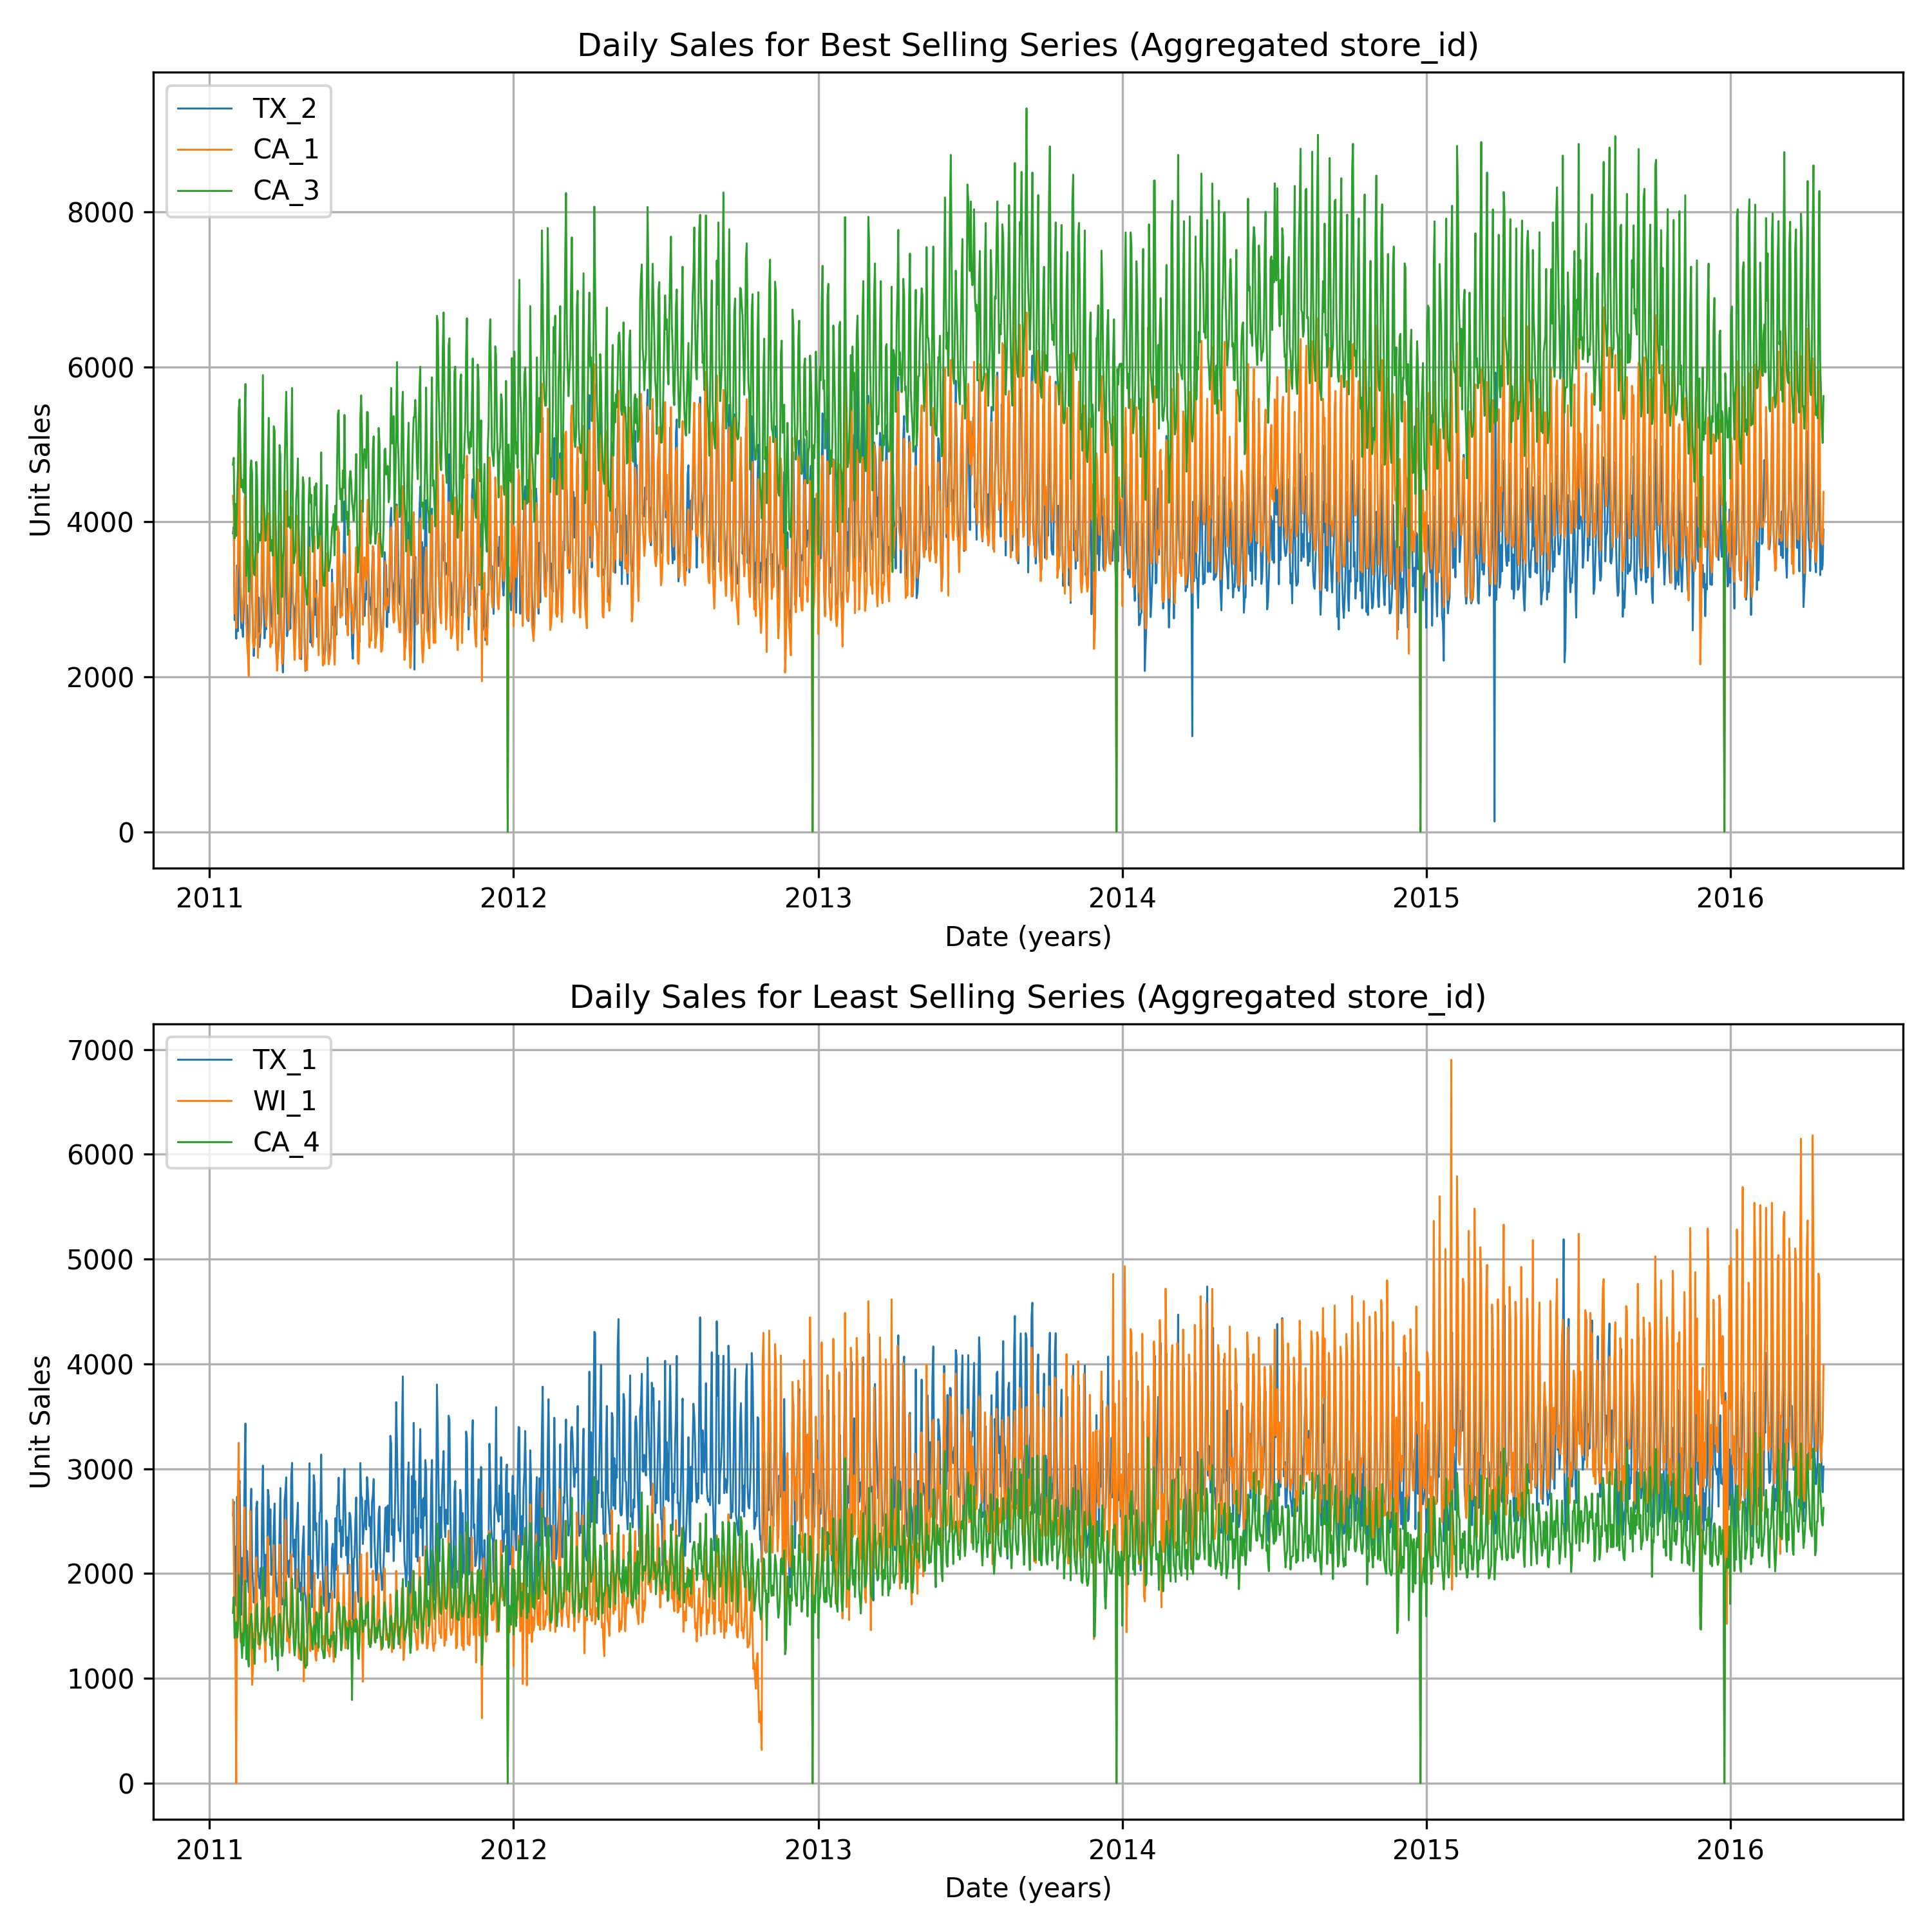 Daily Sales for Best Selling Series (Aggregated store_id)
TX_2
CA_1
CA_3
8000
6000
4000
2000
0
Unit Sales
2011 2012 2013 2014 2015 2016
Date (years)
Daily Sales for Least Selling Series (Aggregated store_id)
TX_1
WI_1
CA_4
7000
6000
5000
4000
3000
2000
1000
0
Unit Sales
2011 2012 2013 2014 2015 2016
Date (years)